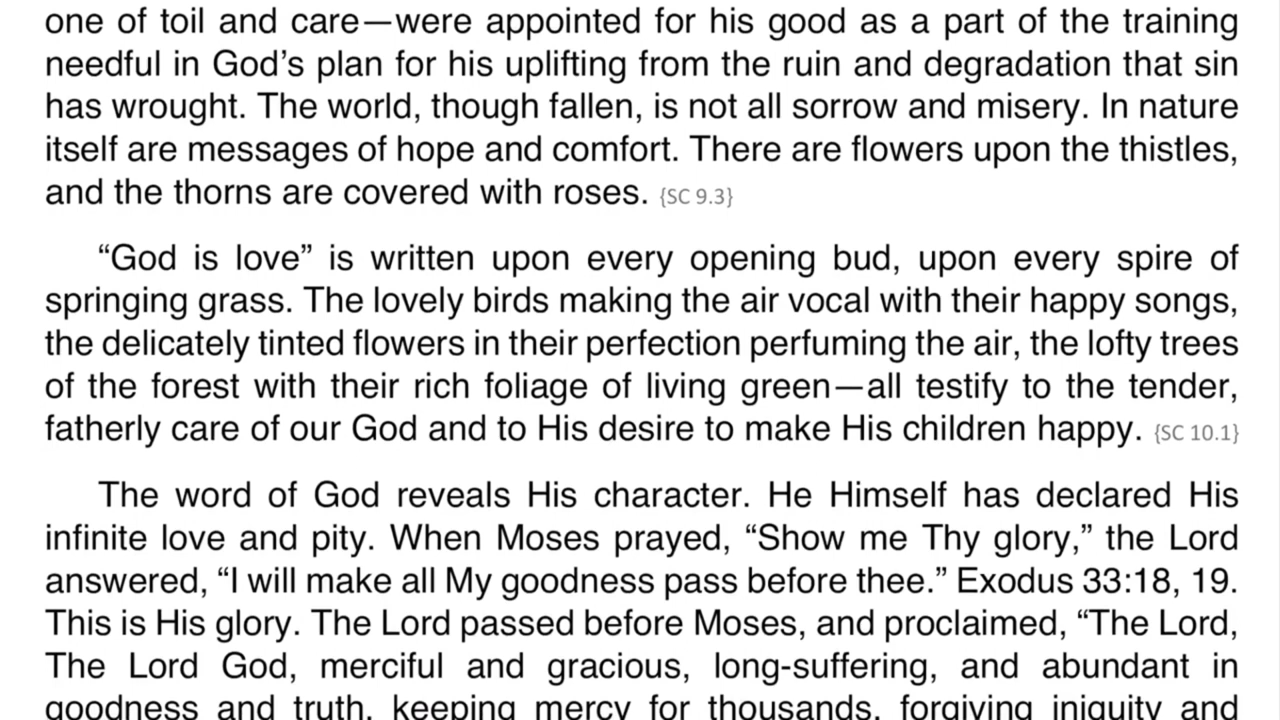 one of toil and care—were appointed for his good as a part of the training
needful in God’s plan for his uplifting from the ruin and degradation that sin
has wrought. The world, though fallen, is not all sorrow and misery. In nature
itself are messages of hope and comfort. There are flowers upon the thistles,
and the thorns are covered with roses. {SC 9.3}
“God is love” is written upon every opening bud, upon every spire of
springing grass. The lovely birds making the air vocal with their happy songs,
the delicately tinted flowers in their perfection perfuming the air, the lofty trees
of the forest with their rich foliage of living green—all testify to the tender,
fatherly care of our God and to His desire to make His children happy. {SC 10.1}
The word of God reveals His character. He Himself has declared His
infinite love and pity. When Moses prayed, “Show me Thy glory,” the Lord
answered, “I will make all My goodness pass before thee.” Exodus 33:18, 19.
This is His glory. The Lord passed before Moses, and proclaimed, “The Lord,
The Lord God, merciful and gracious, long-suffering, and abundant in
goodness and truth, keeping mercy for thousands, forgiving iniquity and